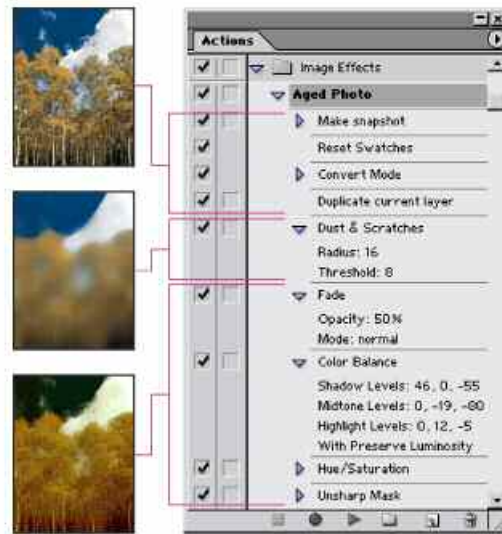 Actions
Image Effects
Aged Photo
Make snapshot
Reset Swatches
Convert Mode
Duplicate current layer
Dust & Scratches
Radius: 16
Threshold: 8
Fade
Opacity: 50%
Mode: normal
Color Balance
Shadow Levels: 46, 0, -55
Midtone Levels: 0, -19, -80
Highlight Levels: 0, 12, -5
With Preserve Luminosity
Hue/Saturation
Unsharp Mask